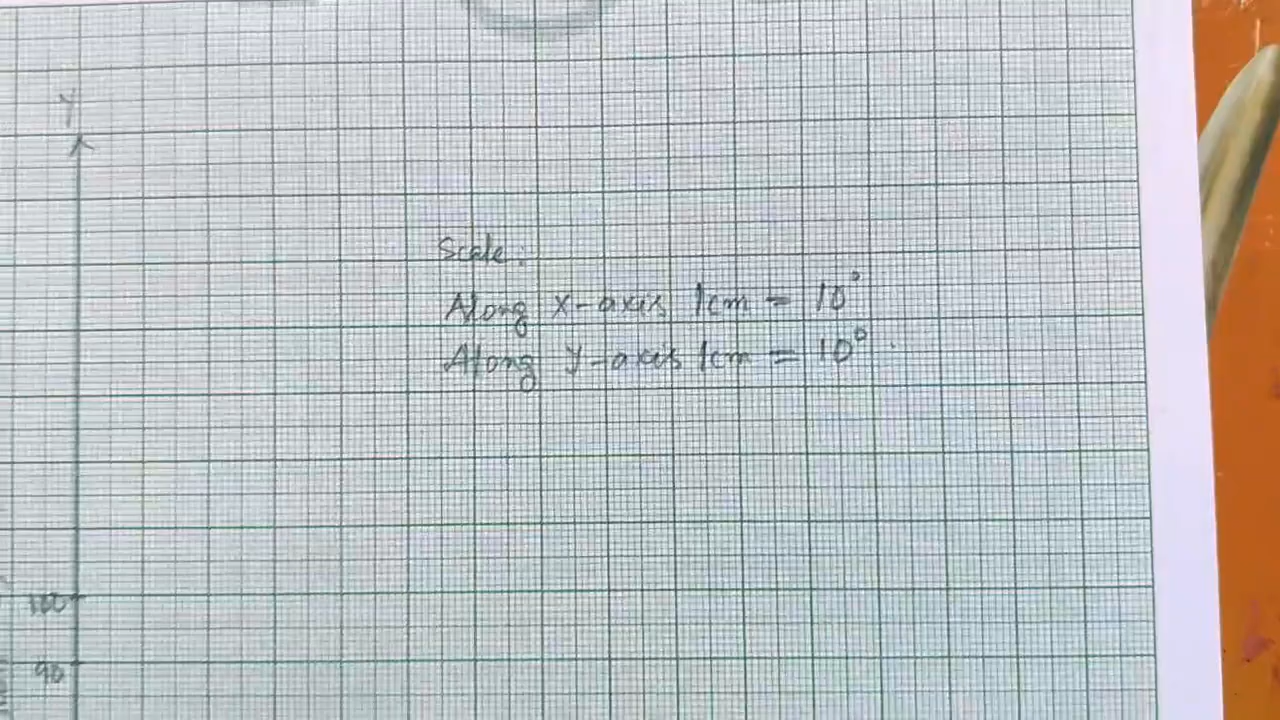 Y
Scale:
Along X-axis 1cm = 10°
Along Y-axis 1cm = 10°.
100
90